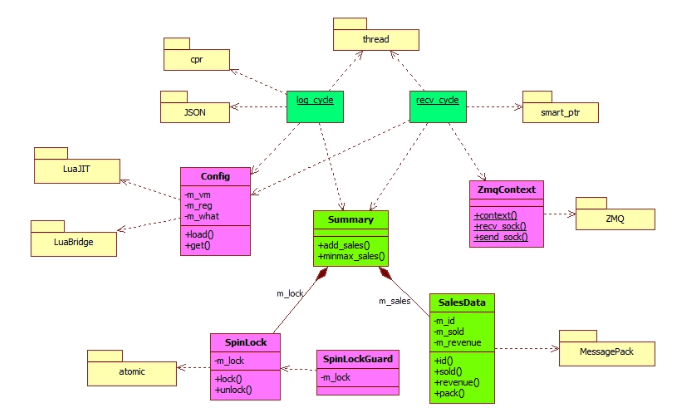 thread
cpr
log_cycle
recv_cycle
JSON
smart_ptr
LuaJIT
Config
-m_vm
-m_reg
-m_what
+load()
+get()
ZmqContext
+context()
+recv_sock()
+send_sock()
ZMQ
LuaBridge
Summary
+add_sales()
+minmax_sales()
m_lock
m_sales
SalesData
-m_id
-m_sold
-m_revenue
+id()
+sold()
+revenue()
+pack()
MessagePack
SpinLock
-m_lock
+lock()
+unlock()
SpinLockGuard
-m_lock
atomic